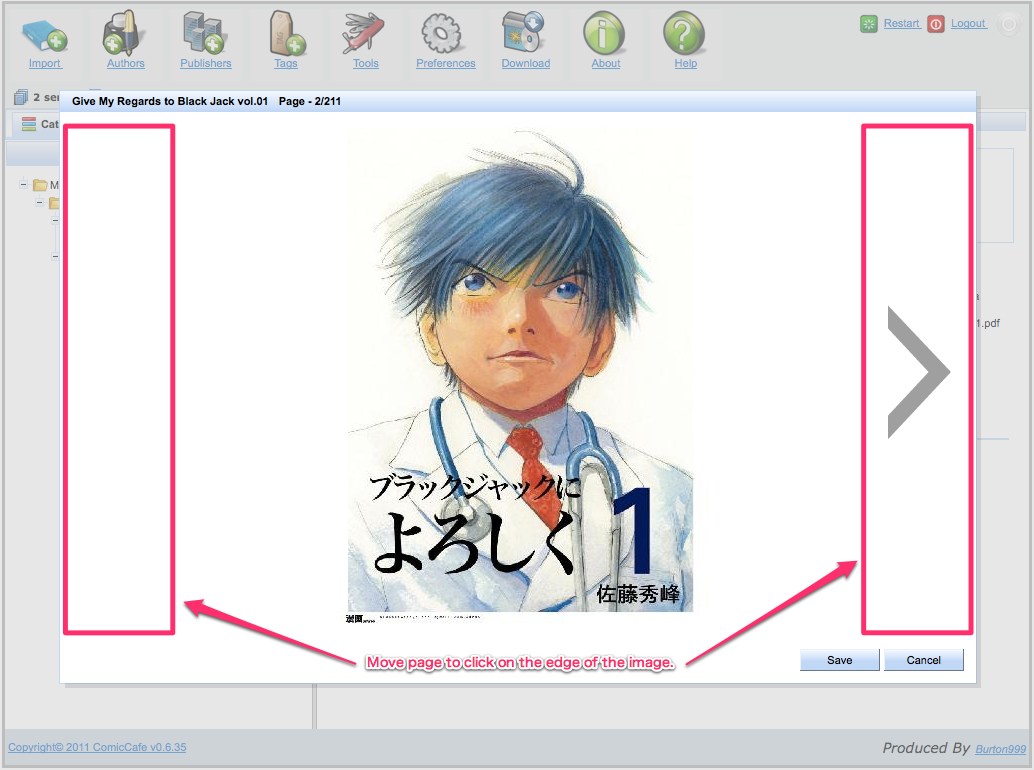 Import Authors Publishers Tags Tools Preferences Download About Help Restart Logout
2 ser
Give My Regards to Black Jack vol.01 Page - 2/211
Cat
M
a
1.pdf
ブラックジャックに
よろしく
1
佐藤秀峰
漫画
Move page to click on the edge of the image.
Save Cancel
Copyright© 2011 ComicCafe v0.6.35
Produced By Burton999